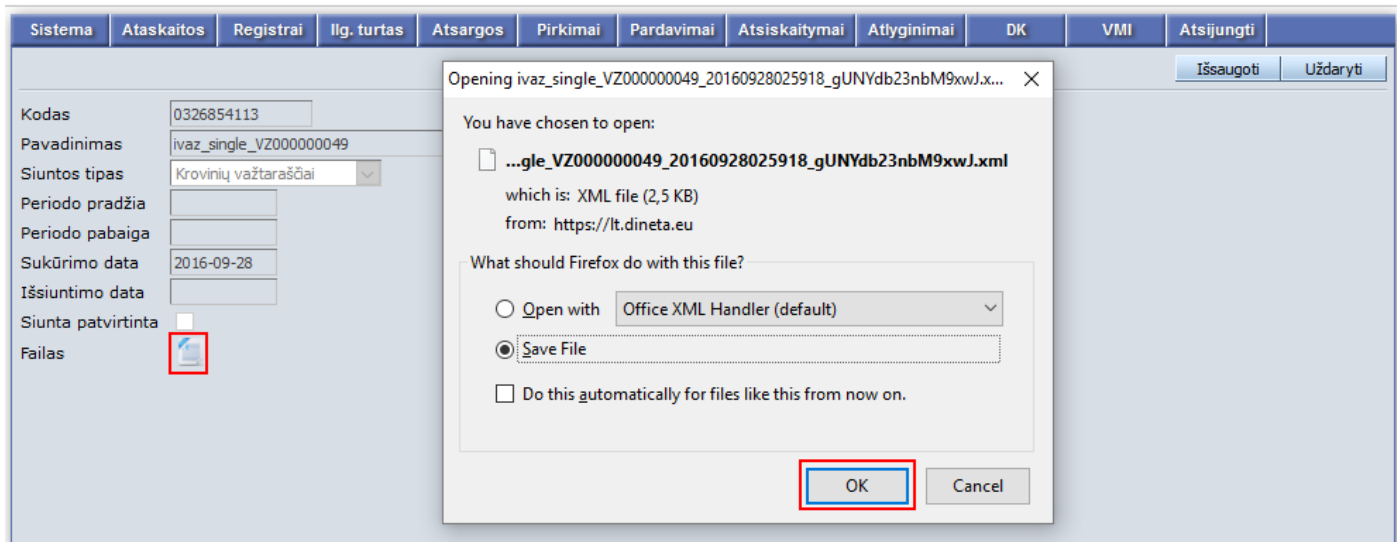 Sistema Ataskaitos Registrai Ilg. turtas Atsargos Pirkimai Pardavimai Atsiskaitymai Atlyginimai DK VMI Atsijungti
Išsaugoti Uždaryti
Kodas 0326854113
Pavadinimas ivaz_single_VZ000000049
Siuntos tipas Krovinių važtaraščiai
Periodo pradžia
Periodo pabaiga
Sukūrimo data 2016-09-28
Išsiuntimo data
Siunta patvirtinta
Failas
Opening ivaz_single_VZ000000049_20160928025918_gUNYdb23nbM9xwJ.x...
You have chosen to open:
...gle_VZ000000049_20160928025918_gUNYdb23nbM9xwJ.xml
which is: XML file (2,5 KB)
from: https://lt.dineta.eu
What should Firefox do with this file?
Open with Office XML Handler (default)
Save File
Do this automatically for files like this from now on.
OK Cancel